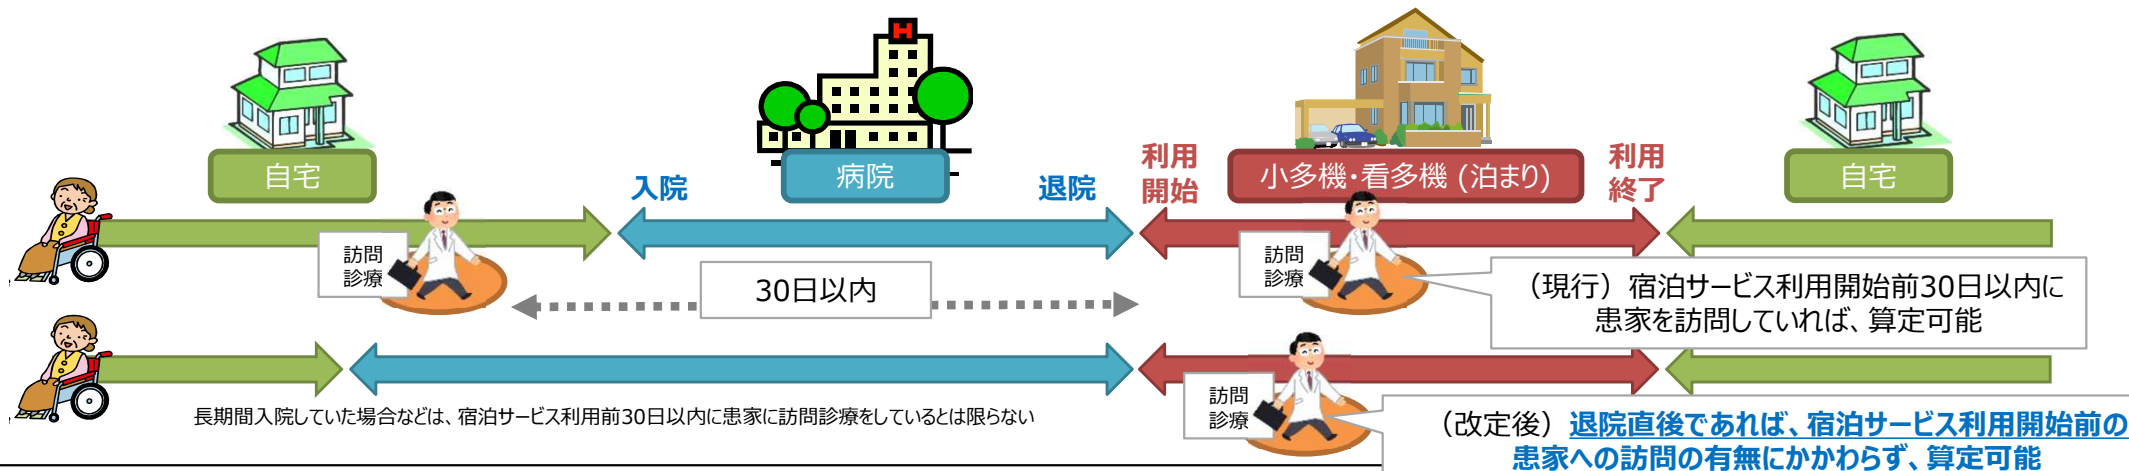 自宅
病院
小多機・看多機 (泊まり)
自宅
入院
退院
利用
開始
利用
終了
訪問
診療
30日以内
訪問
診療
（現行）宿泊サービス利用開始前30日以内に
患家を訪問していれば、算定可能
長期間入院していた場合などは、宿泊サービス利用前30日以内に患家に訪問診療をしているとは限らない
訪問
診療
（改定後）退院直後であれば、宿泊サービス利用開始前の
患家への訪問の有無にかかわらず、算定可能
H